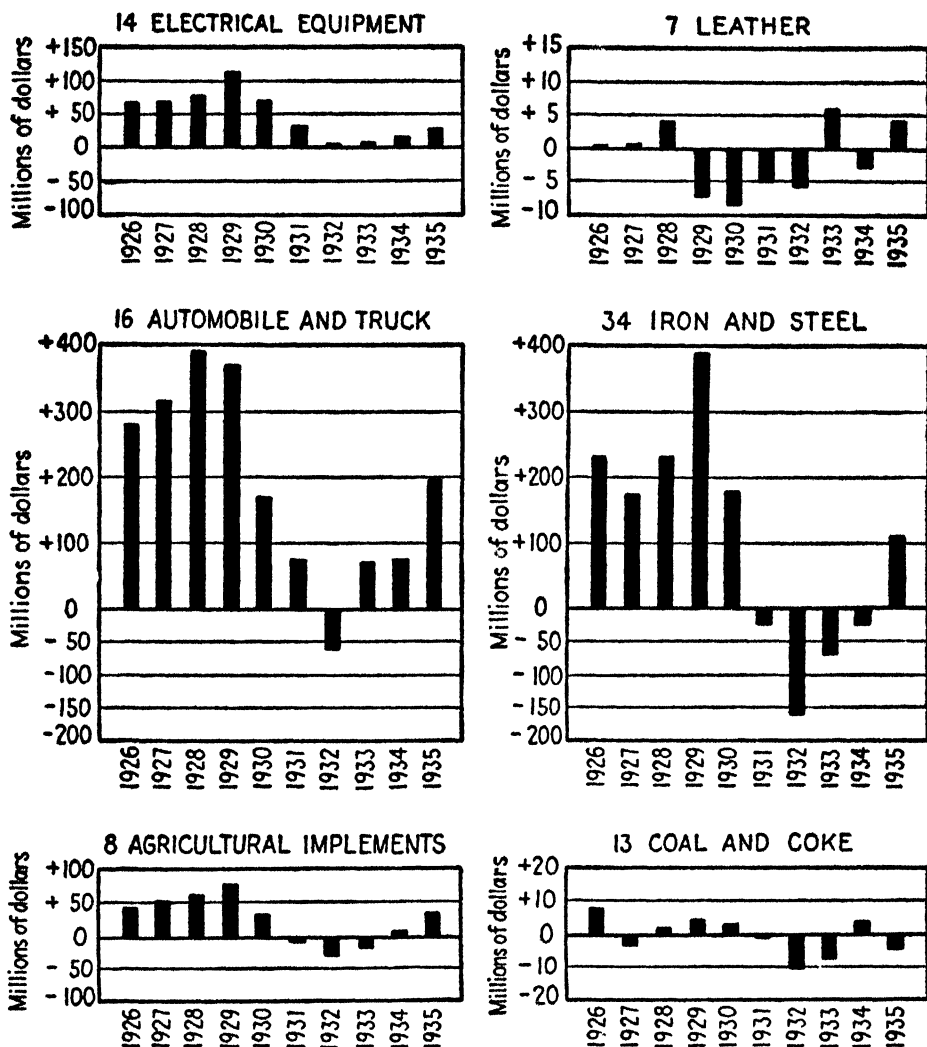 14 ELECTRICAL EQUIPMENT
Millions of dollars
+150
+100
+ 50
0
- 50
-100
1926 1927 1928 1929 1930 1931 1932 1933 1934 1935
7 LEATHER
Millions of dollars
+15
+10
+ 5
0
- 5
-10
1926 1927 1928 1929 1930 1931 1932 1933 1934 1935
16 AUTOMOBILE AND TRUCK
Millions of dollars
+400
+300
+200
+100
0
- 50
-100
-150
-200
1926 1927 1928 1929 1930 1931 1932 1933 1934 1935
34 IRON AND STEEL
Millions of dollars
+400
+300
+200
+100
0
- 50
-100
-150
-200
1926 1927 1928 1929 1930 1931 1932 1933 1934 1935
8 AGRICULTURAL IMPLEMENTS
Millions of dollars
+100
+ 50
0
- 50
-100
1926 1927 1928 1929 1930 1931 1932 1933 1934 1935
13 COAL AND COKE
Millions of dollars
+20
+10
0
-10
-20
1926 1927 1928 1929 1930 1931 1932 1933 1934 1935